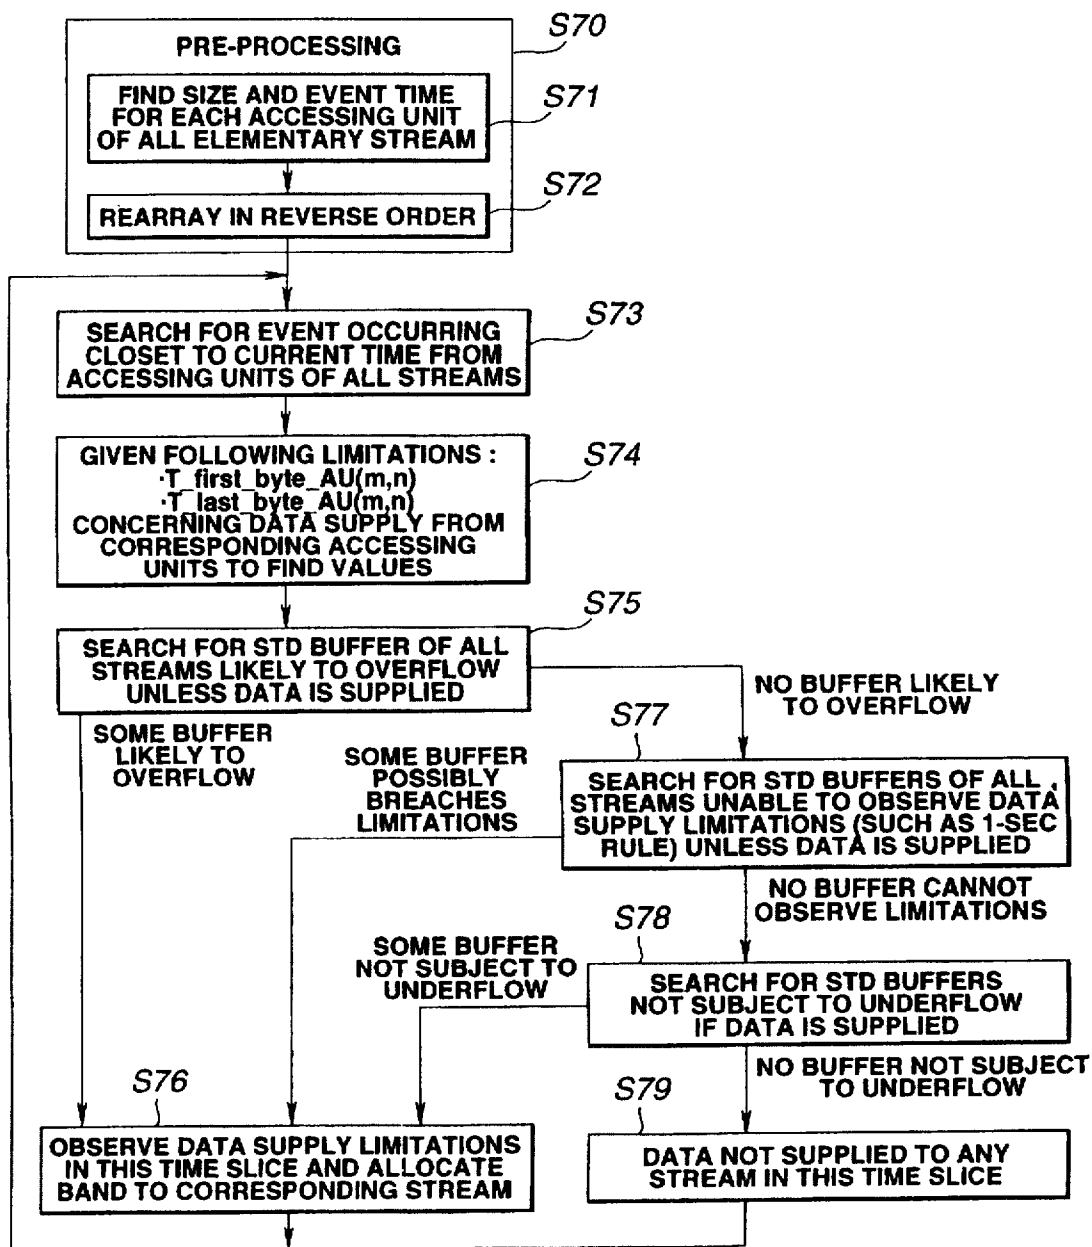 S70
PRE-PROCESSING
S71
FIND SIZE AND EVENT TIME
FOR EACH ACCESSING UNIT
OF ALL ELEMENTARY STREAM
S72
REARRAY IN REVERSE ORDER
S73
SEARCH FOR EVENT OCCURRING
CLOSET TO CURRENT TIME FROM
ACCESSING UNITS OF ALL STREAMS
S74
GIVEN FOLLOWING LIMITATIONS :
·T_first_byte_AU(m,n)
·T_last_byte_AU(m,n)
CONCERNING DATA SUPPLY FROM
CORRESPONDING ACCESSING
UNITS TO FIND VALUES
S75
SEARCH FOR STD BUFFER OF ALL
STREAMS LIKELY TO OVERFLOW
UNLESS DATA IS SUPPLIED
NO BUFFER LIKELY
TO OVERFLOW
SOME BUFFER
LIKELY TO
OVERFLOW
S77
SOME BUFFER
POSSIBLY
BREACHES
LIMITATIONS
SEARCH FOR STD BUFFERS OF ALL .
STREAMS UNABLE TO OBSERVE DATA
SUPPLY LIMITATIONS (SUCH AS 1-SEC
RULE) UNLESS DATA IS SUPPLIED
NO BUFFER CANNOT
OBSERVE LIMITATIONS
S78
SOME BUFFER
NOT SUBJECT TO
UNDERFLOW
SEARCH FOR STD BUFFERS
NOT SUBJECT TO UNDERFLOW
IF DATA IS SUPPLIED
NO BUFFER NOT SUBJECT
TO UNDERFLOW
S76
OBSERVE DATA SUPPLY LIMITATIONS
IN THIS TIME SLICE AND ALLOCATE
BAND TO CORRESPONDING STREAM
S79
DATA NOT SUPPLIED TO ANY
STREAM IN THIS TIME SLICE